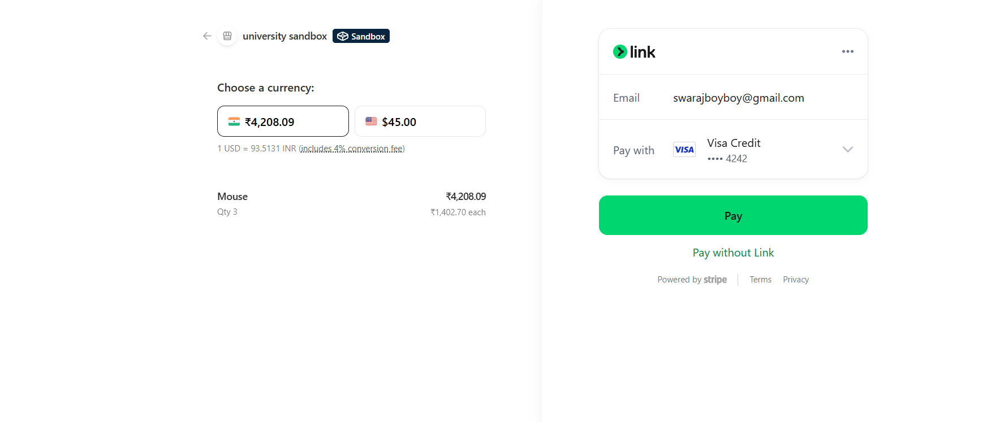 university sandbox Sandbox
Choose a currency:
₹4,208.09 $45.00
1 USD = 93.5131 INR (includes 4% conversion fee)
Mouse ₹4,208.09
Qty 3 ₹1,402.70 each
link
Email swarajboyboy@gmail.com
Pay with VISA Visa Credit
•••• 4242
Pay
Pay without Link
Powered by stripe Terms Privacy